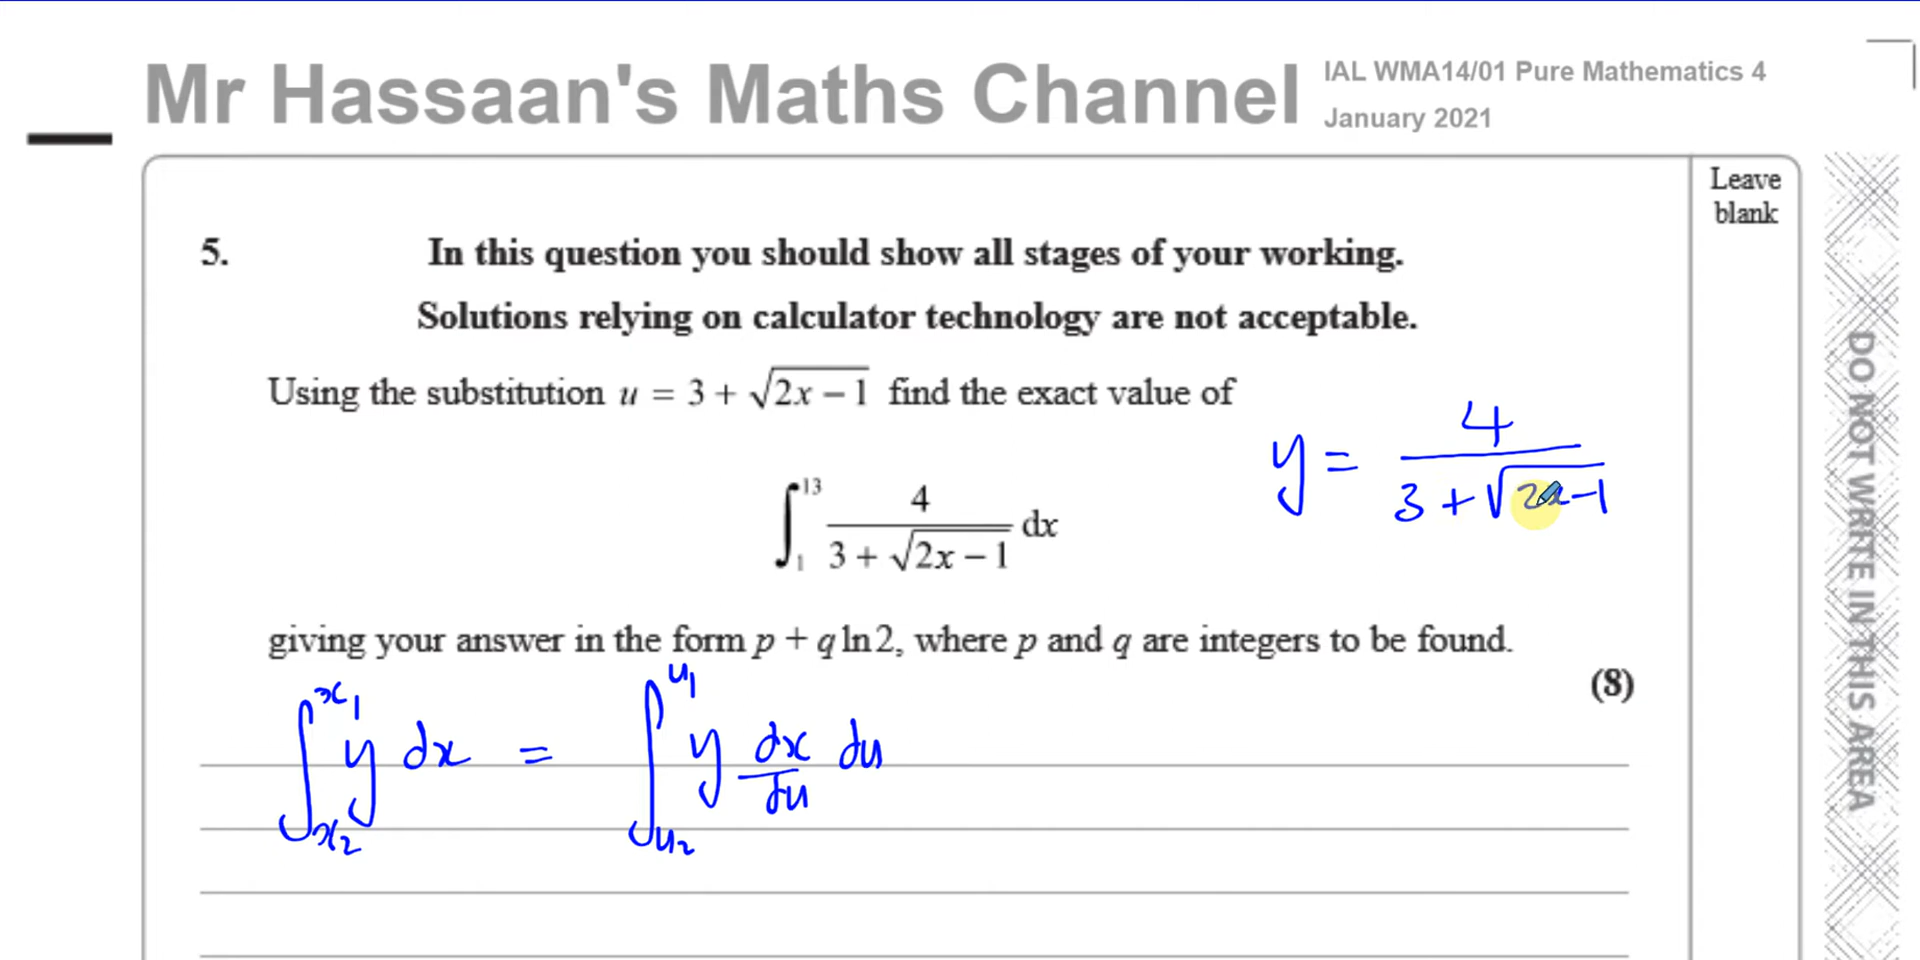 Mr Hassaan's Maths Channel
IAL WMA14/01 Pure Mathematics 4
January 2021
Leave
blank
5. In this question you should show all stages of your working.
Solutions relying on calculator technology are not acceptable.
Using the substitution u = 3 + √(2x − 1) find the exact value of
∫₁¹³ 4/(3 + √(2x − 1)) dx
y = 4/(3 + √(2x − 1))
giving your answer in the form p + q ln2, where p and q are integers to be found.
(8)
∫_{x₂}^{x₁} y dx = ∫_{u₂}^{u₁} y dx/du du
DO NOT WRITE IN THIS AREA